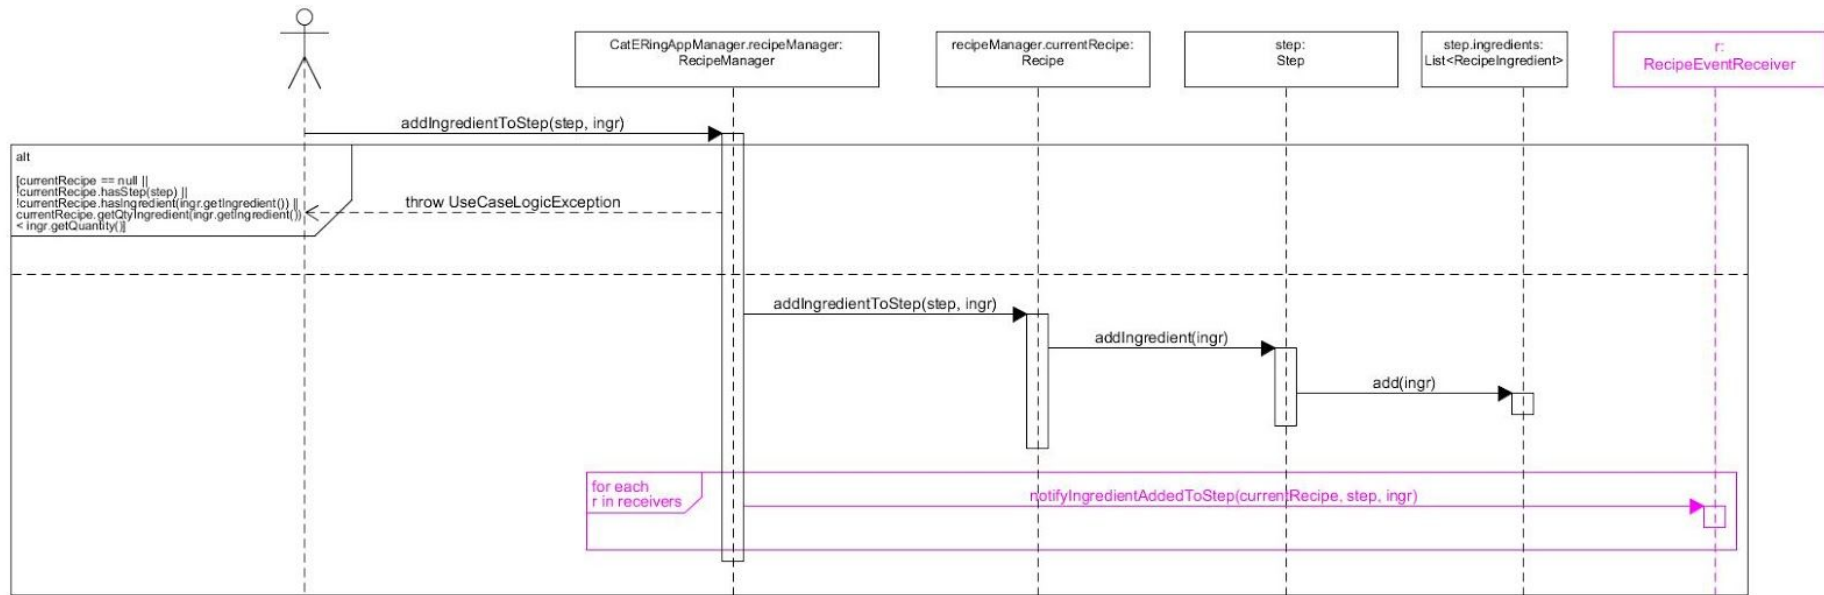 CatERingAppManager.recipeManager:
RecipeManager
recipeManager.currentRecipe:
Recipe
step:
Step
step.ingredients:
List<RecipeIngredient>
r:
RecipeEventReceiver
addIngredientToStep(step, ingr)
alt
[currentRecipe == null ||
!currentRecipe.hasStep(step) ||
!currentRecipe.hasIngredient(ingr.getIngredient()) ||
currentRecipe.getQtyIngredient(ingr.getIngredient())
< ingr.getQuantity()]
throw UseCaseLogicException
addIngredientToStep(step, ingr)
addIngredient(ingr)
add(ingr)
for each
r in receivers
notifyIngredientAddedToStep(currentRecipe, step, ingr)